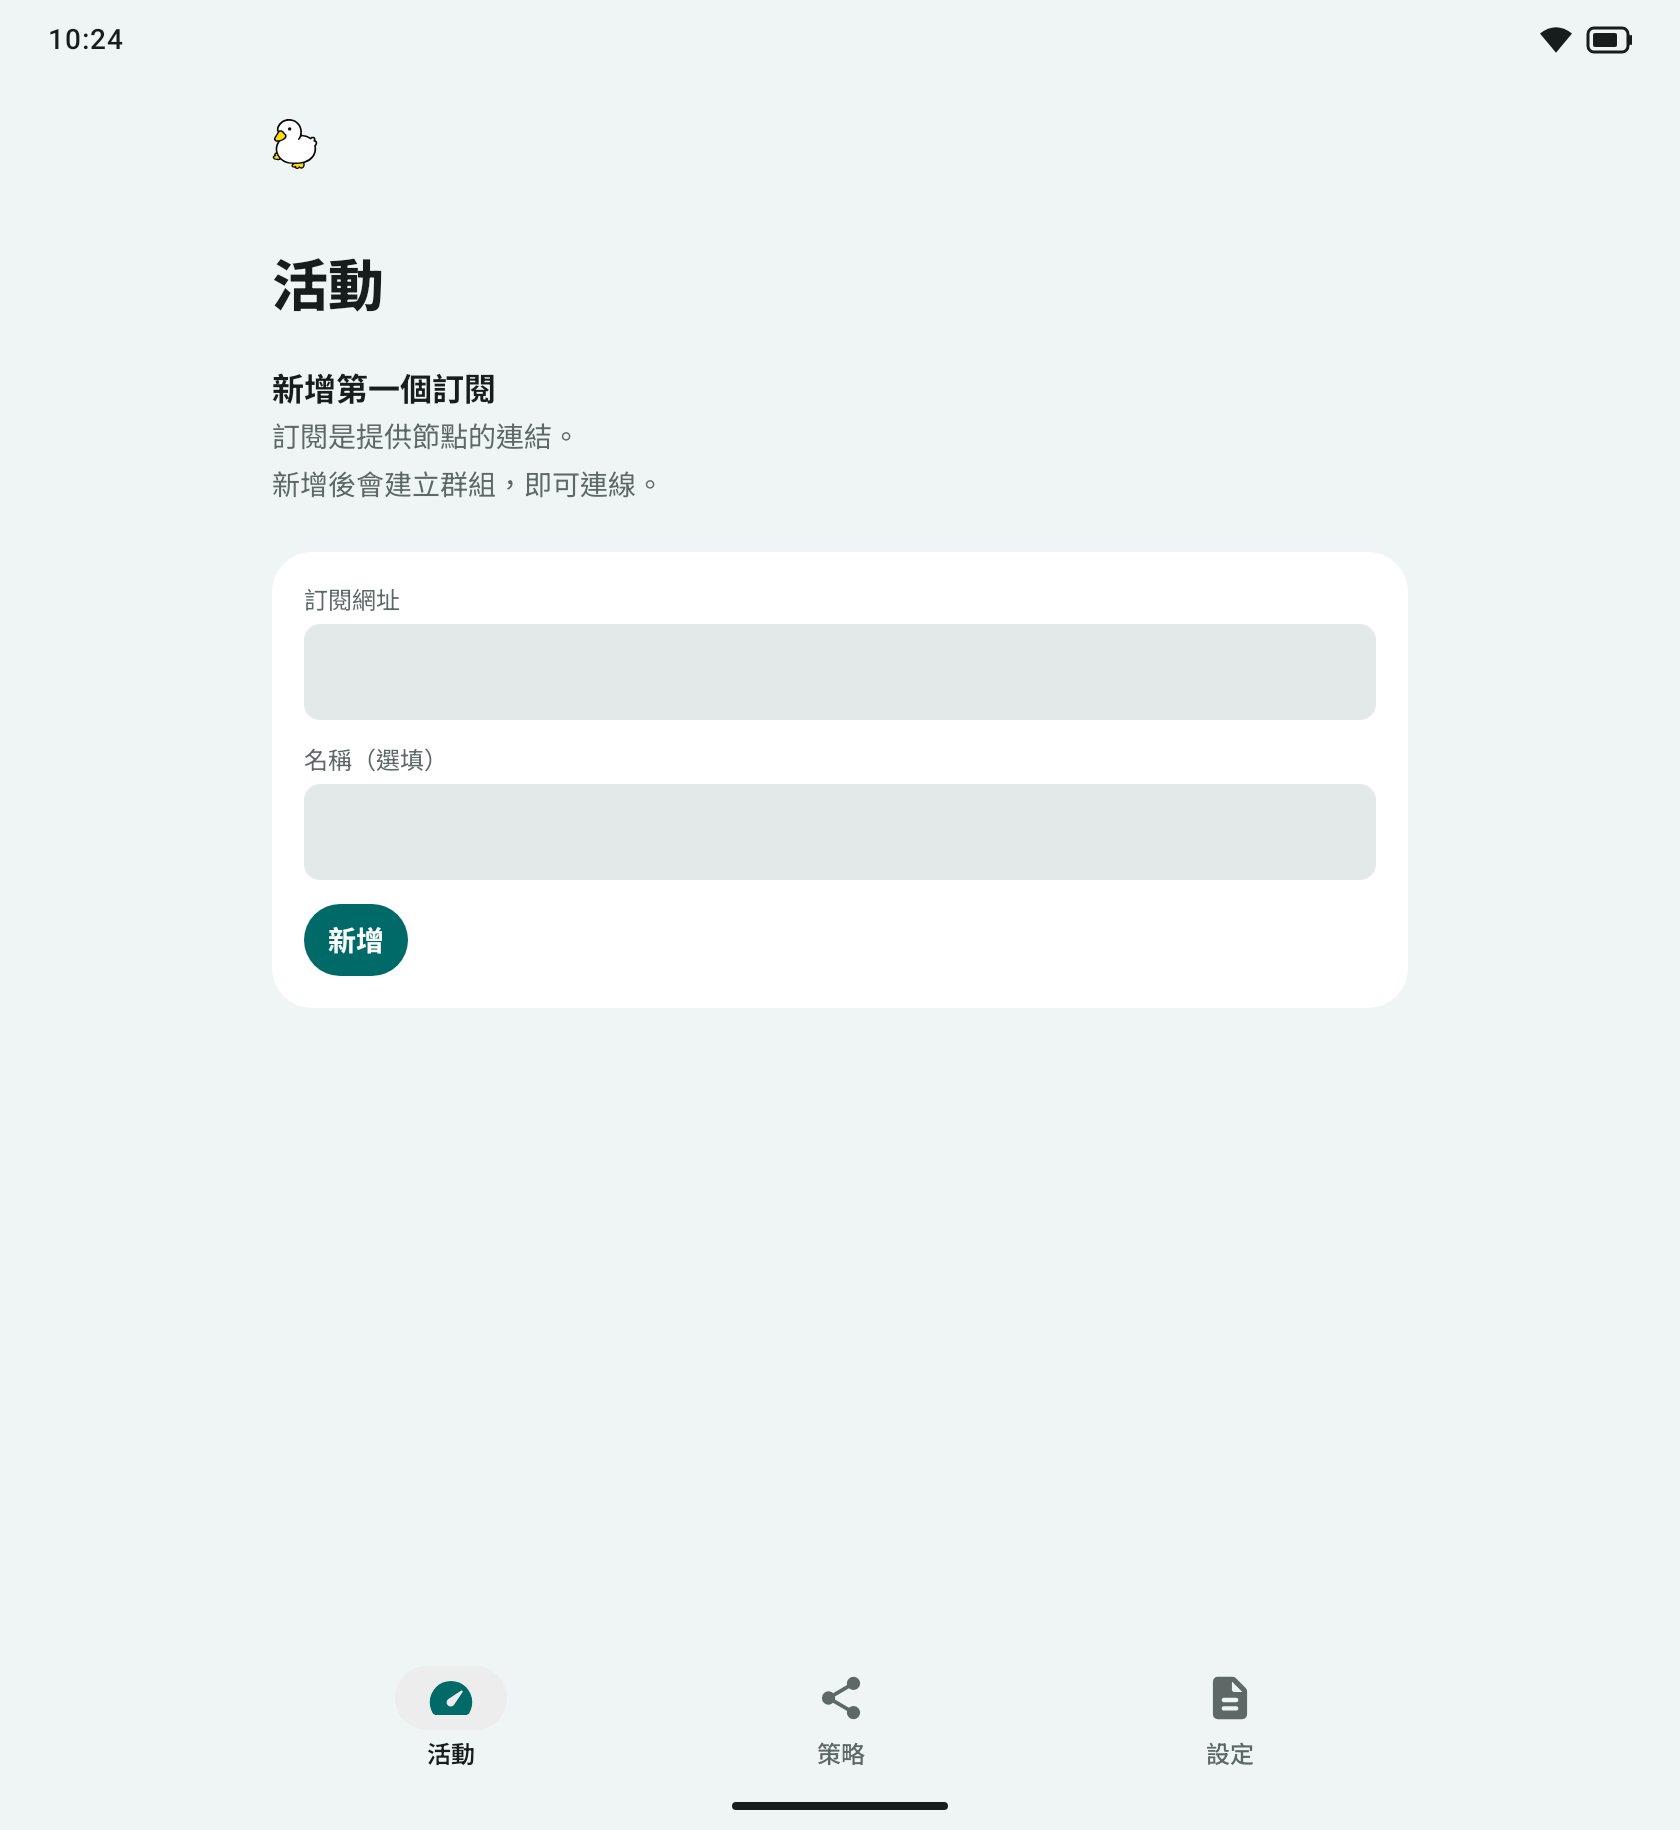 10:24
活動
新增第一個訂閱
訂閱是提供節點的連結。
新增後會建立群組，即可連線。
訂閱網址
名稱（選填）
新增
活動
策略
設定